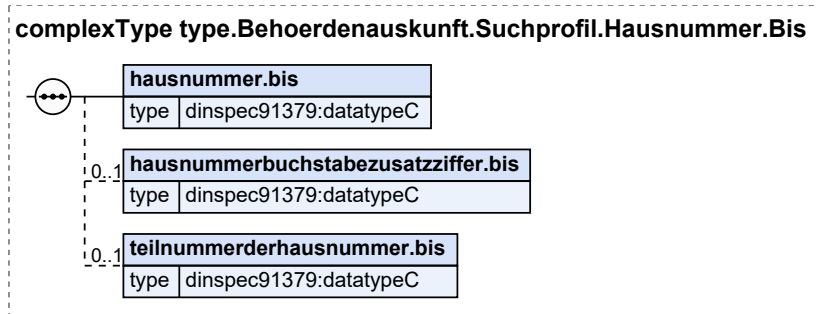 complexType type.Behoerdenauskunft.Suchprofil.Hausnummer.Bis
hausnummer.bis
type dinspec91379:datatypeC
0..1 hausnummerbuchstabezusatzziffer.bis
type dinspec91379:datatypeC
0..1 teilnummerderhausnummer.bis
type dinspec91379:datatypeC